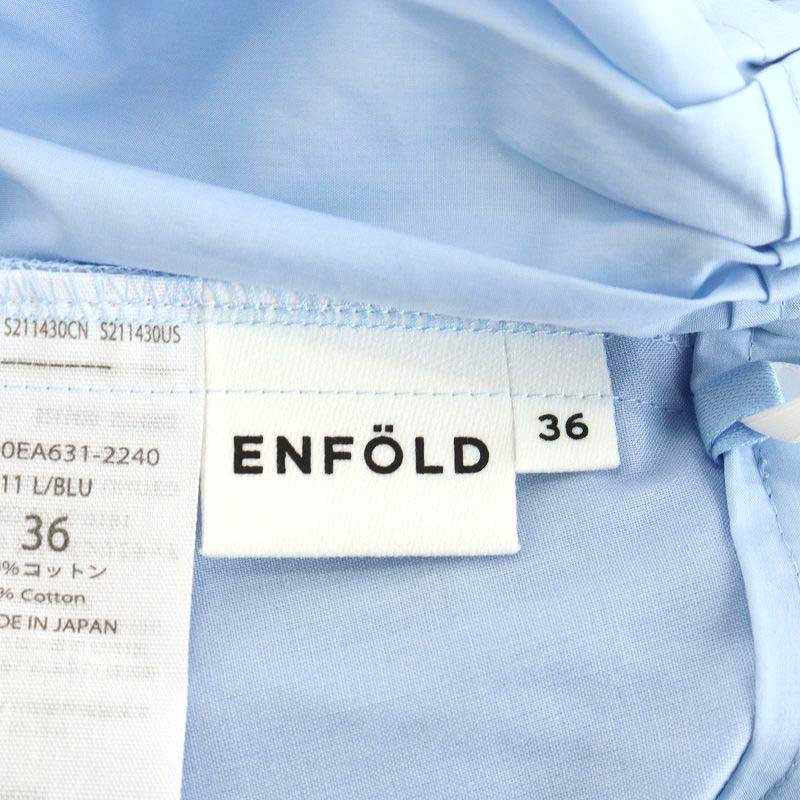 S211430CN S211430US
0EA631-2240
11 L/BLU
36
%コットン
% Cotton
DE IN JAPAN
ENFÖLD
36